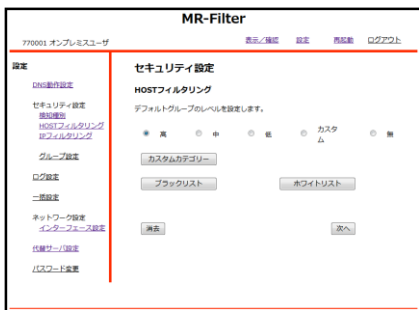 MR-Filter
770001 オンプレミスユーザ
表示／確認 設定 再起動 ログアウト
設定
DNS動作設定
セキュリティ設定
検知種別
HOSTフィルタリング
IPフィルタリング
グループ設定
ログ設定
一括設定
ネットワーク設定
インターフェース設定
代替サーバ設定
パスワード変更
セキュリティ設定
HOSTフィルタリング
デフォルトグループのレベルを設定します。
高 中 低 カスタム 無
カスタムカテゴリー
ブラックリスト ホワイトリスト
消去 次へ